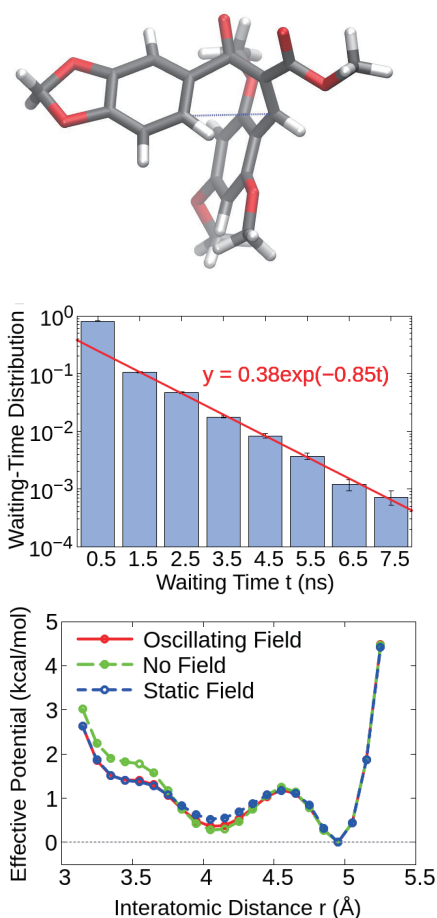 10⁰
10⁻¹
10⁻²
10⁻³
10⁻⁴
Waiting-Time Distribution
y = 0.38exp(−0.85t)
0.5 1.5 2.5 3.5 4.5 5.5 6.5 7.5
Waiting Time t (ns)
Effective Potential (kcal/mol)
5
4
3
2
1
0
Oscillating Field
No Field
Static Field
3 3.5 4 4.5 5 5.5
Interatomic Distance r (Å)